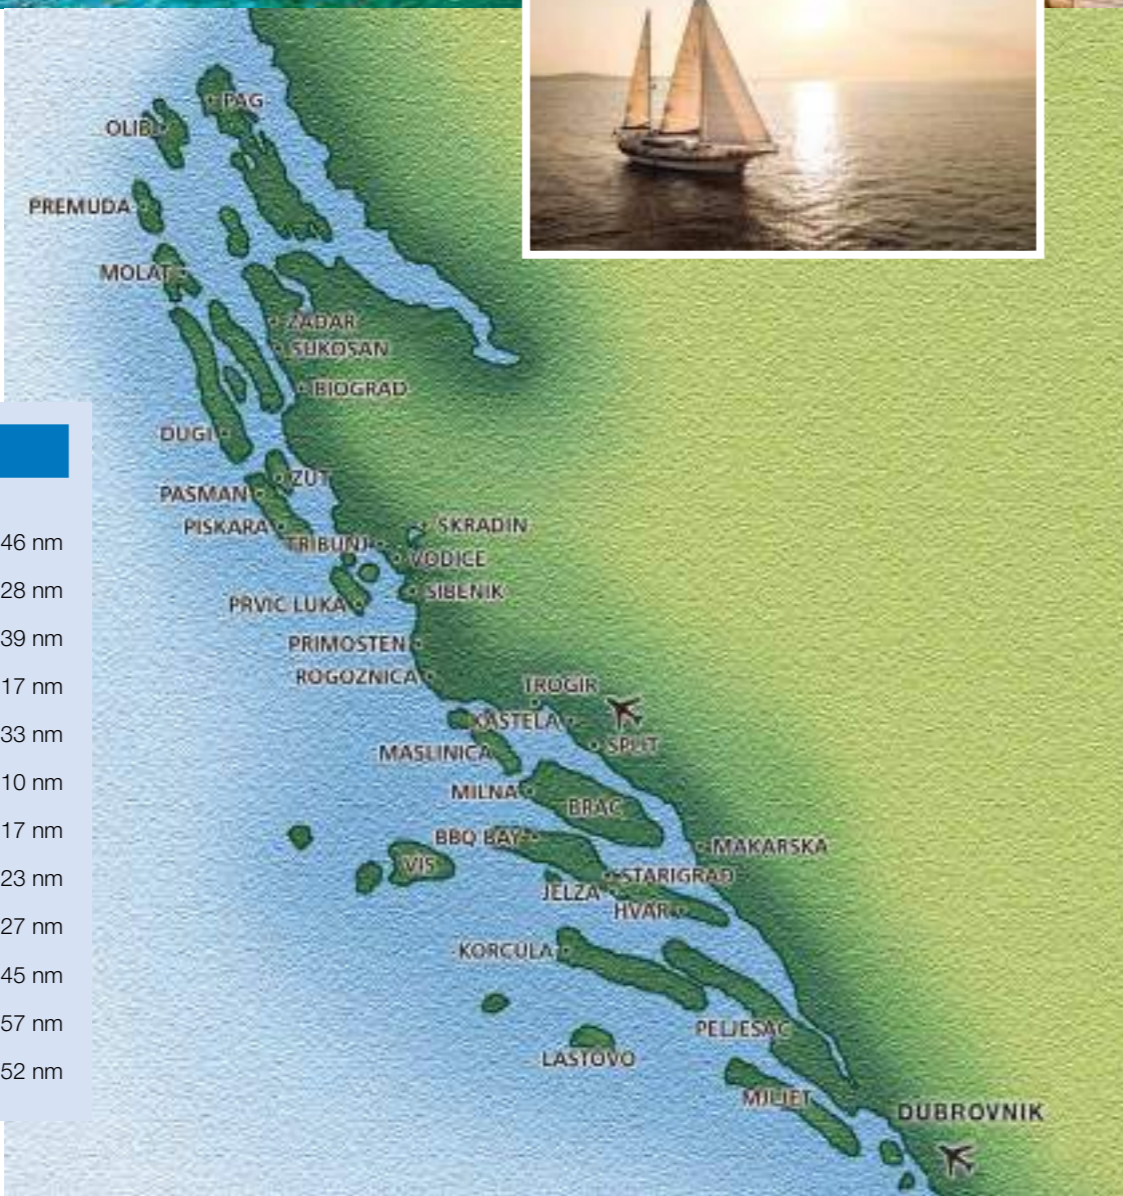 PAG
OLIB
PREMUDA
MOLAT
ZADAR
SUKOSAN
BIOGRAD
DUGI
ZUT
PASMAN
PISKARA
SKRADIN
TRIBUNJ
VODICE
SIBENIK
PRVIC LUKA
PRIMOSTEN
ROGOZNICA
TROGIR
KASTELA
SPLIT
MASLINICA
MILNA
BRAC
BBQ BAY
MAKARSKA
VIS
STARIGRAD
JELZA
HVAR
KORCULA
PELJESAC
LASTOVO
MJLJET
DUBROVNIK
46 nm
28 nm
39 nm
17 nm
33 nm
10 nm
17 nm
23 nm
27 nm
45 nm
57 nm
52 nm